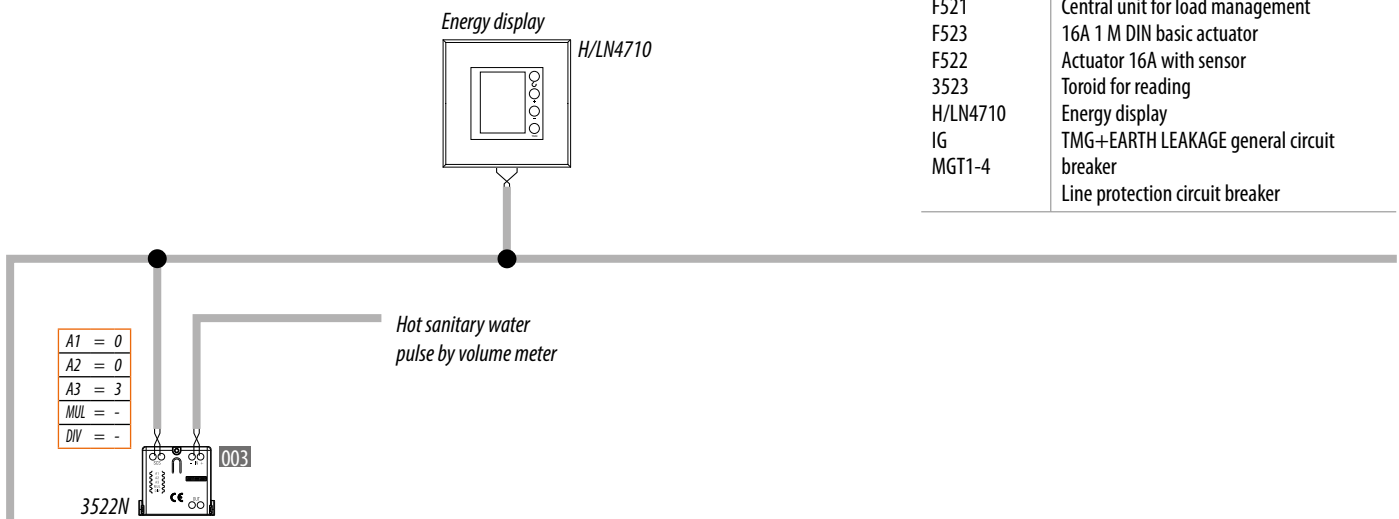 Energy display
H/LN4710
F521 Central unit for load management
F523 16A 1 M DIN basic actuator
F522 Actuator 16A with sensor
3523 Toroid for reading
H/LN4710 Energy display
IG TMG+EARTH LEAKAGE general circuit
MGT1-4 breaker
Line protection circuit breaker
Hot sanitary water
pulse by volume meter
A1 = 0
A2 = 0
A3 = 3
MUL = -
DIV = -
003
- IN -
CE
OUT
3522N